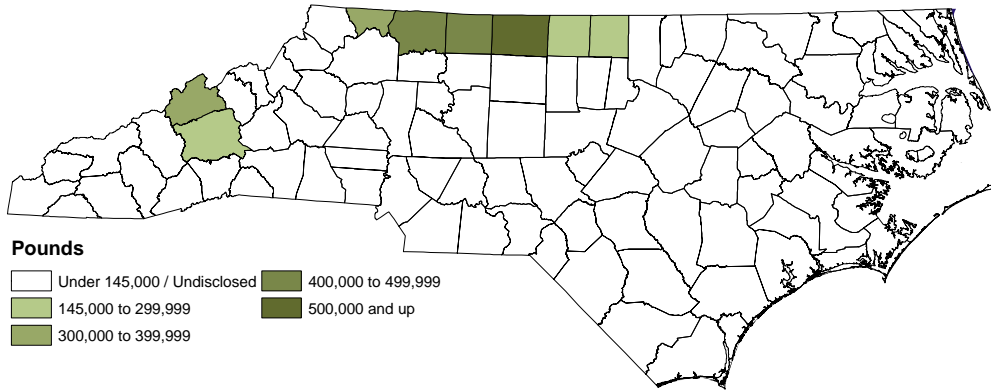 Pounds
Under 145,000 / Undisclosed
145,000 to 299,999
300,000 to 399,999
400,000 to 499,999
500,000 and up